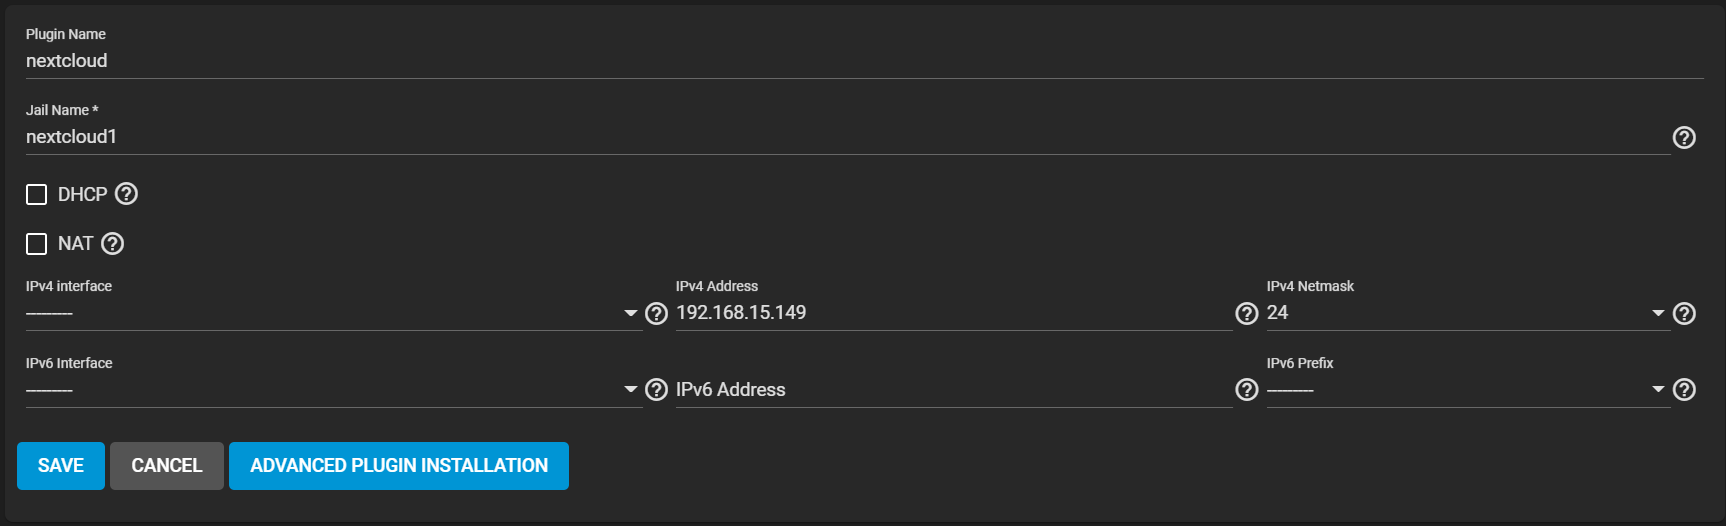 Plugin Name
nextcloud
Jail Name *
nextcloud1
DHCP
NAT
IPv4 interface
---------
IPv4 Address
192.168.15.149
IPv4 Netmask
24
IPv6 Interface
---------
IPv6 Address
IPv6 Prefix
---------
SAVE CANCEL ADVANCED PLUGIN INSTALLATION